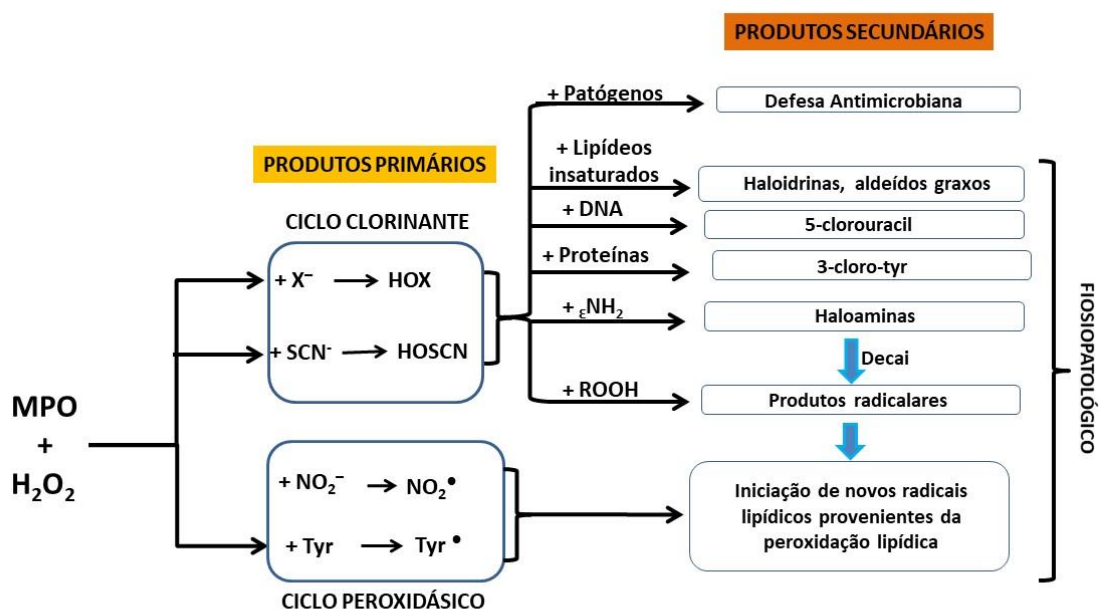 PRODUTOS SECUNDÁRIOS
+ Patógenos
Defesa Antimicrobiana
PRODUTOS PRIMÁRIOS
+ Lipídeos
insaturados
Haloidrinas, aldeídos graxos
CICLO CLORINANTE
+ DNA
5-clorouracil
+ X⁻ HOX
+ Proteínas
3-cloro-tyr
+ SCN⁻ HOSCN
+ εNH₂
Haloaminas
Decai
+ ROOH
Produtos radicalares
MPO
+
H₂O₂
+ NO₂⁻ NO₂•
+ Tyr Tyr •
CICLO PEROXIDÁSICO
Iniciação de novos radicais
lipídicos provenientes da
peroxidação lipídica
FIOSIOPATOLÓGICO